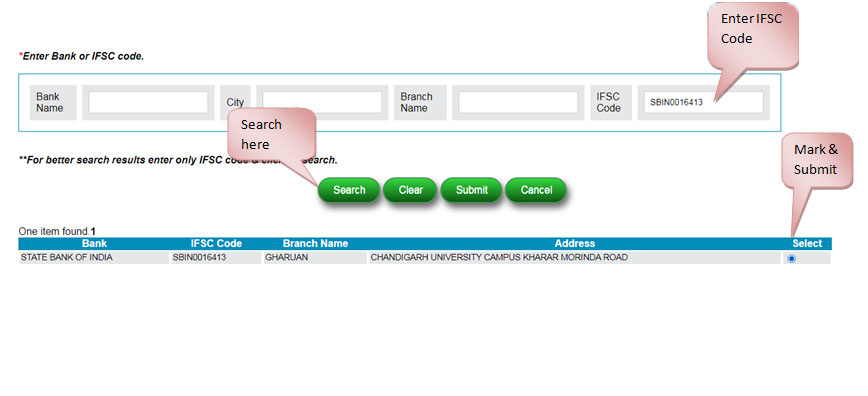 Enter IFSC
Code
*Enter Bank or IFSC code.
Bank
Name
City
Branch
Name
IFSC
Code
SBIN0016413
Search
here
**For better search results enter only IFSC code & search.
Mark &
Submit
Search Clear Submit Cancel
One item found.1
Bank IFSC Code Branch Name Address Select
STATE BANK OF INDIA SBIN0016413 GHARUAN CHANDIGARH UNIVERSITY CAMPUS KHARAR MORINDA ROAD